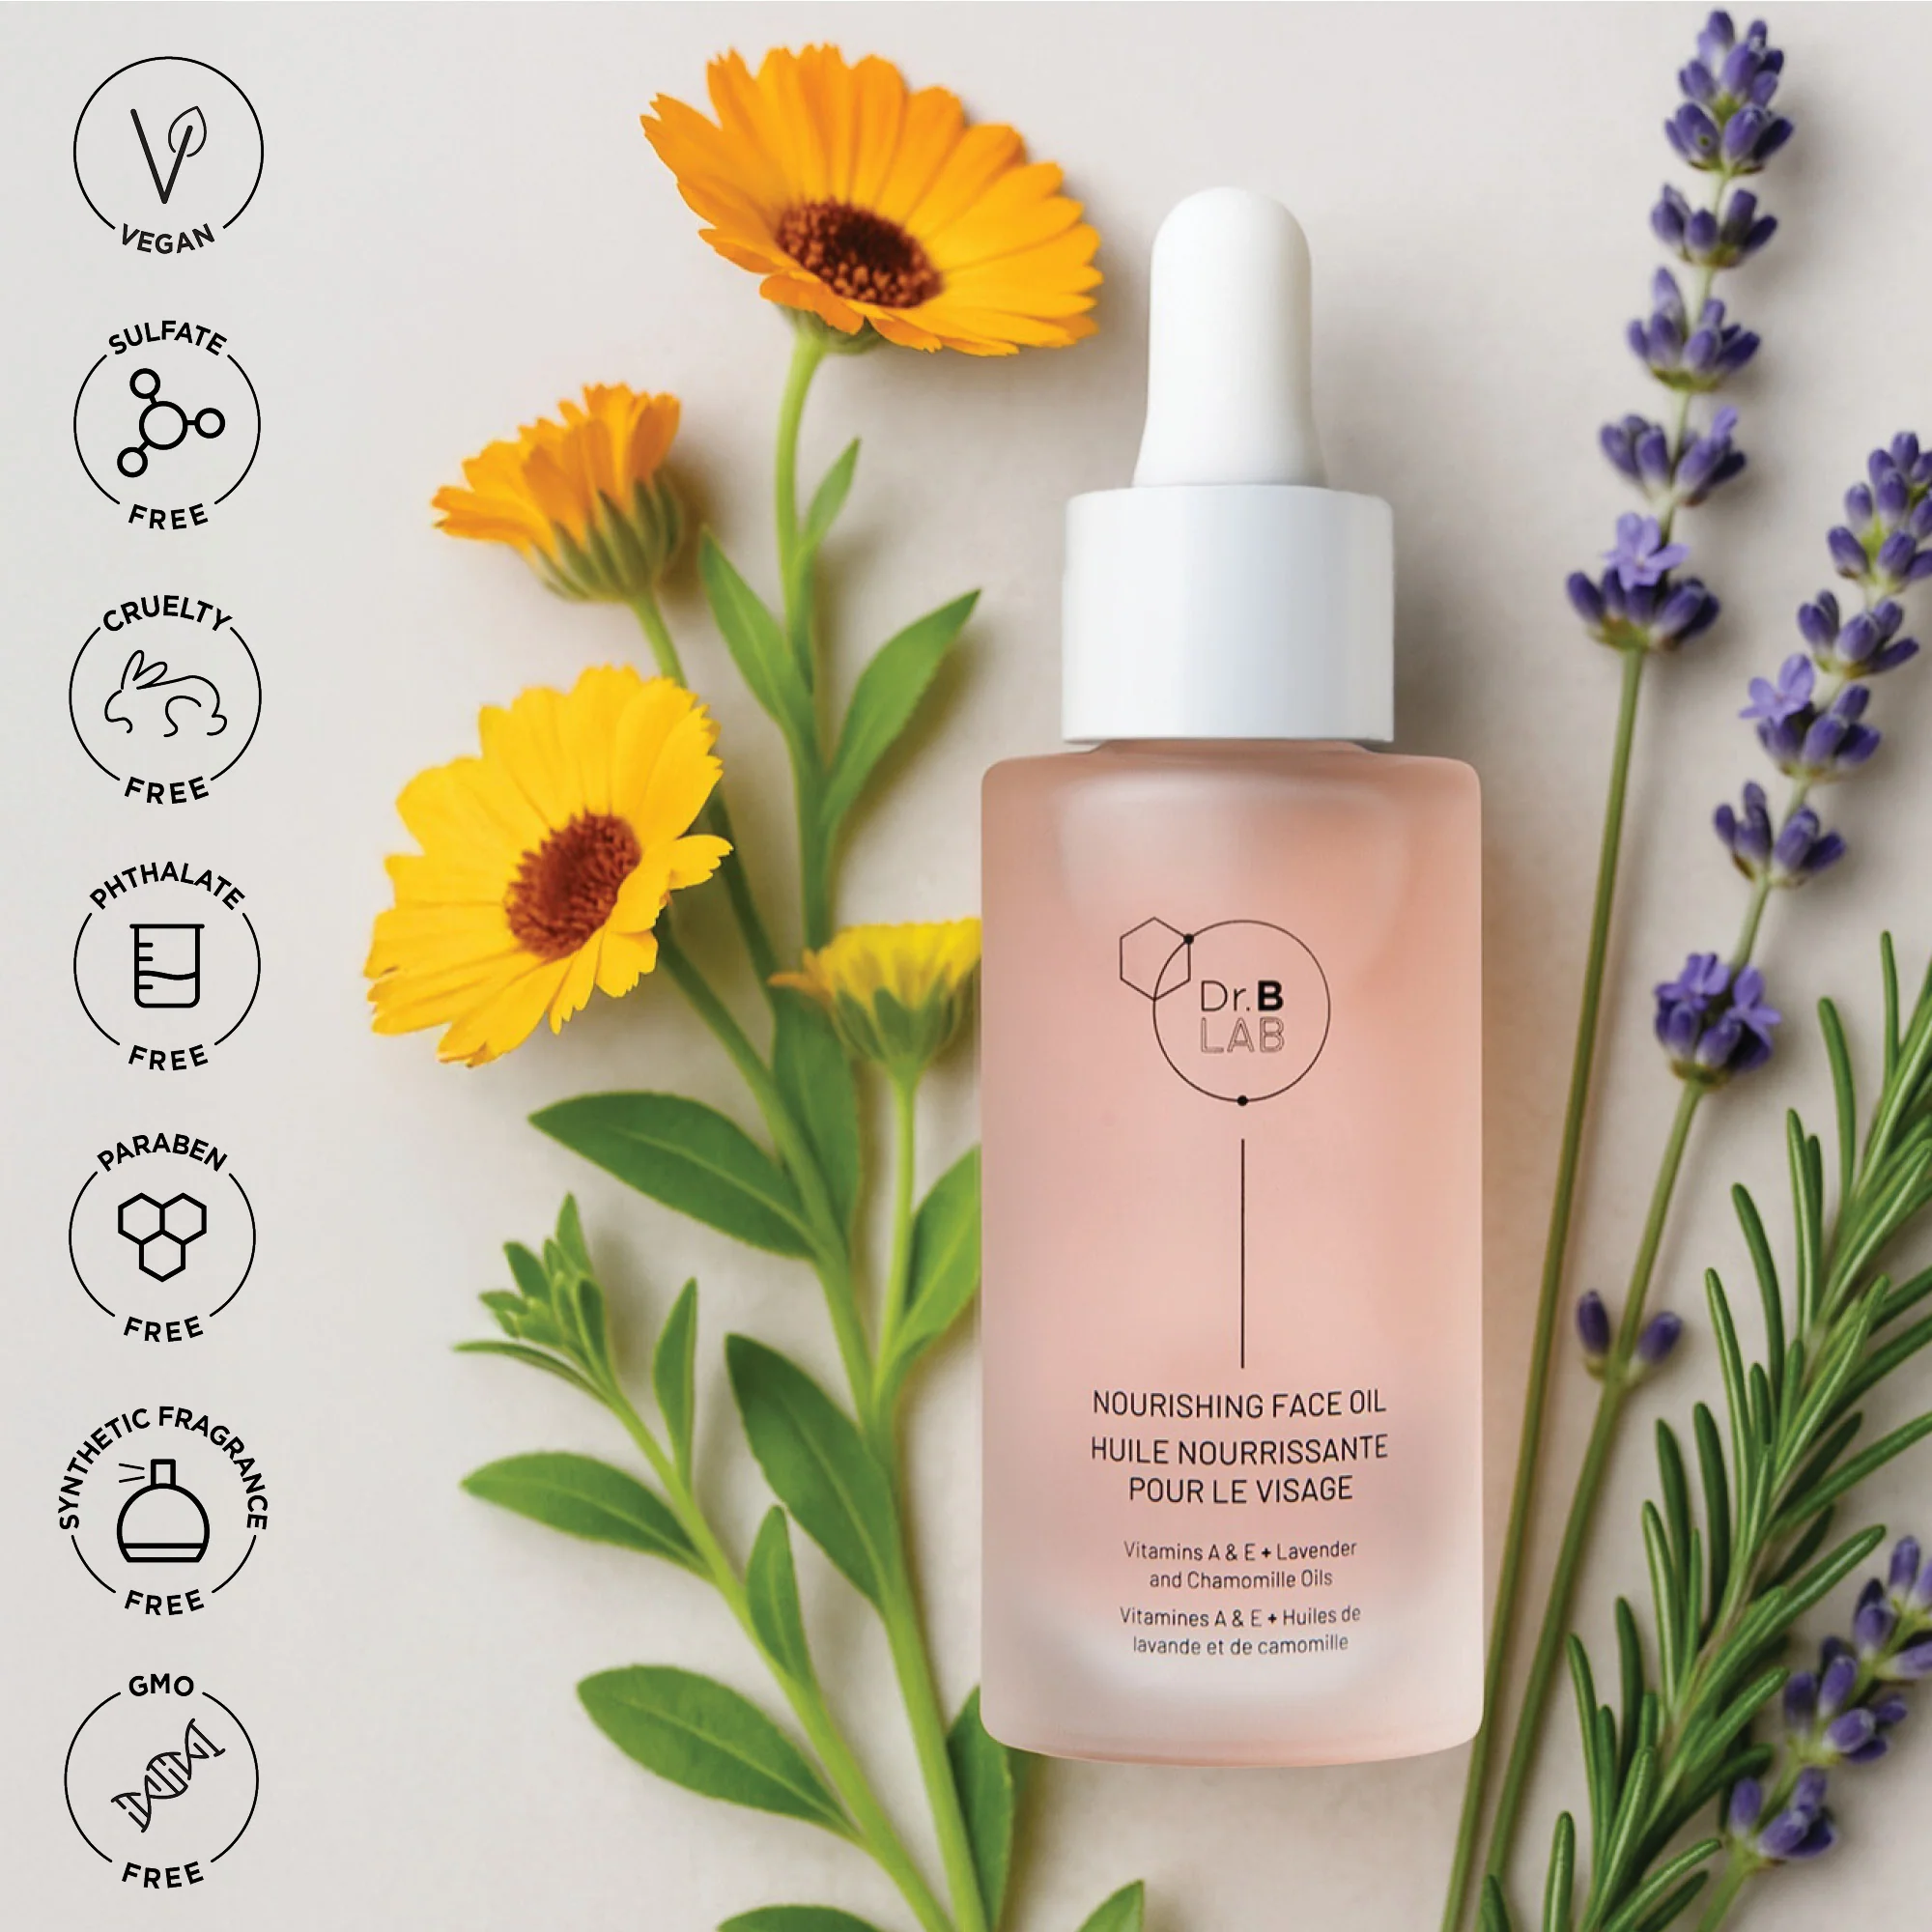 VEGAN
SULFATE
FREE
CRUELTY
FREE
PHTHALATE
FREE
PARABEN
FREE
SYNTHETIC FRAGRANCE
FREE
GMO
FREE
Dr.B
LAB
NOURISHING FACE OIL
HUILE NOURRISSANTE
POUR LE VISAGE
Vitamins A & E + Lavender
and Chamomille Oils
Vitamines A & E + Huiles de
lavande et de camomille